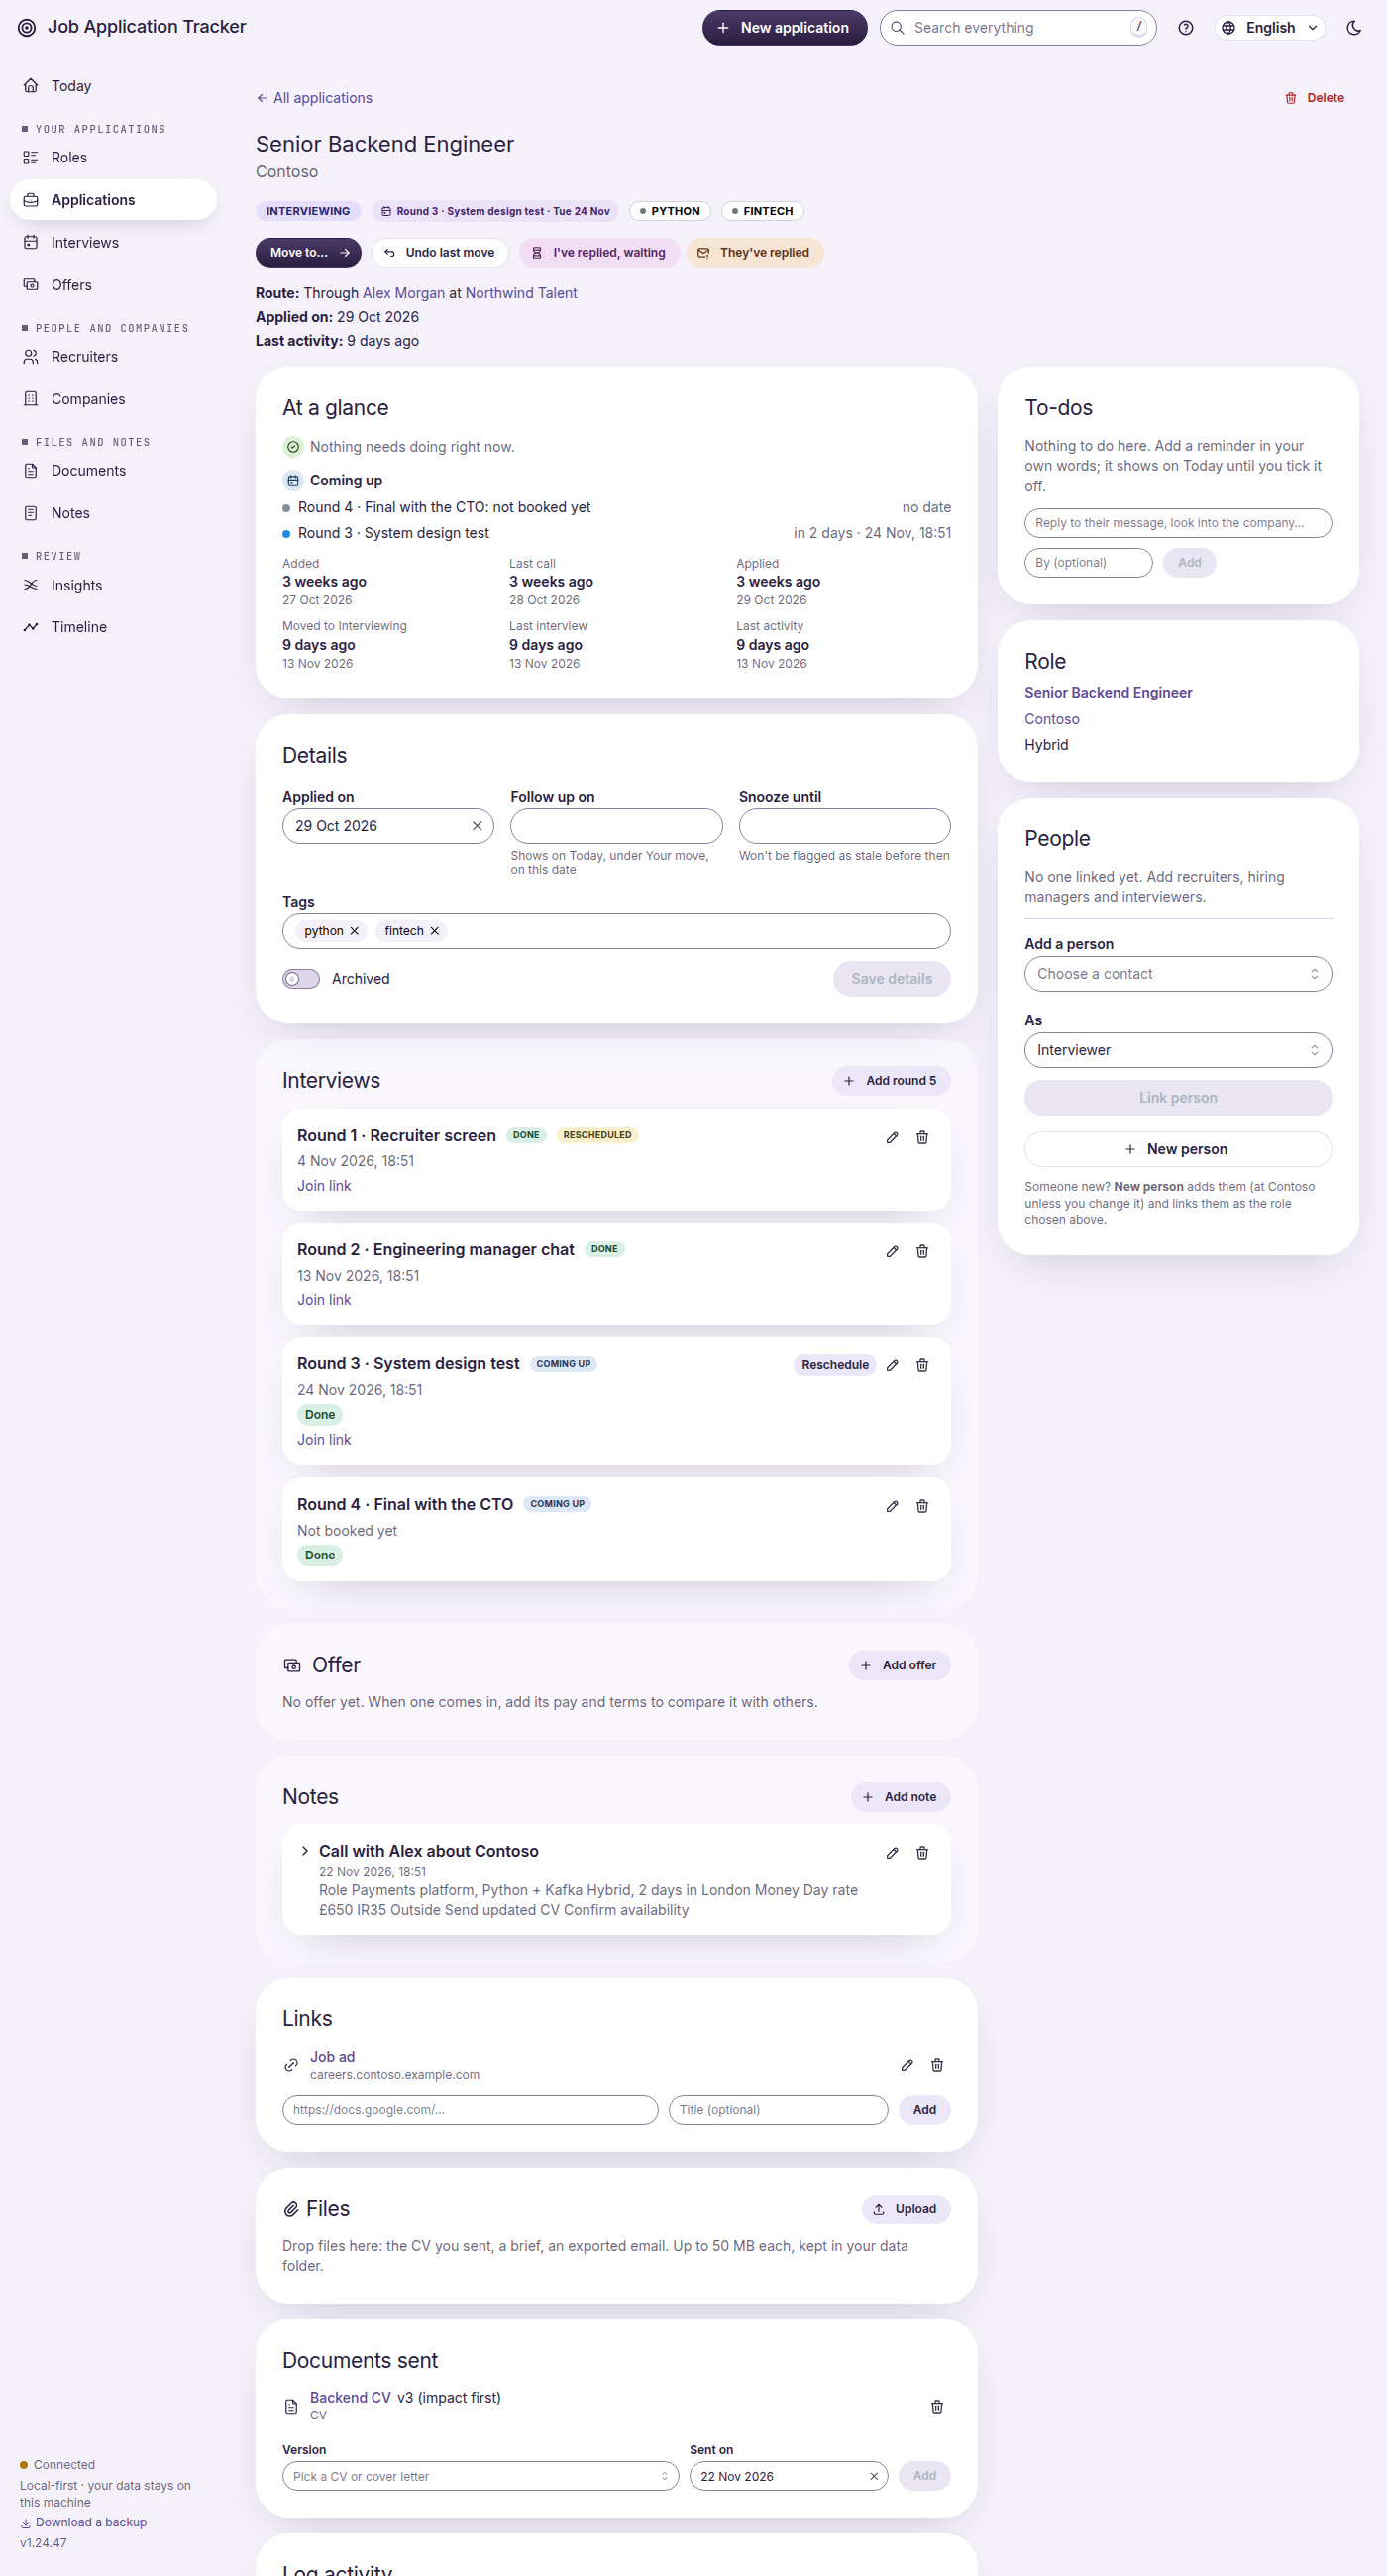 Job Application Tracker
New application
Search everything
/
English
Today
YOUR APPLICATIONS
Roles
Applications
Interviews
Offers
PEOPLE AND COMPANIES
Recruiters
Companies
FILES AND NOTES
Documents
Notes
REVIEW
Insights
Timeline
← All applications
Delete
Senior Backend Engineer
Contoso
INTERVIEWING
Round 3 · System design test · Tue 24 Nov
PYTHON
FINTECH
Move to...
Undo last move
I've replied, waiting
They've replied
Route: Through Alex Morgan at Northwind Talent
Applied on: 29 Oct 2026
Last activity: 9 days ago
At a glance
Nothing needs doing right now.
Coming up
Round 4 · Final with the CTO: not booked yet no date
Round 3 · System design test in 2 days · 24 Nov, 18:51
Added Last call Applied
3 weeks ago 3 weeks ago 3 weeks ago
27 Oct 2026 28 Oct 2026 29 Oct 2026
Moved to Interviewing Last interview Last activity
9 days ago 9 days ago 9 days ago
13 Nov 2026 13 Nov 2026 13 Nov 2026
Details
Applied on Follow up on Snooze until
29 Oct 2026
Shows on Today, under Your move,
on this date
Won't be flagged as stale before then
Tags
python fintech
Archived
Save details
Interviews
Add round 5
Round 1 · Recruiter screen DONE RESCHEDULED
4 Nov 2026, 18:51
Join link
Round 2 · Engineering manager chat DONE
13 Nov 2026, 18:51
Join link
Round 3 · System design test COMING UP Reschedule
24 Nov 2026, 18:51
Done
Join link
Round 4 · Final with the CTO COMING UP
Not booked yet
Done
Offer
Add offer
No offer yet. When one comes in, add its pay and terms to compare it with others.
Notes
Add note
Call with Alex about Contoso
22 Nov 2026, 18:51
Role Payments platform, Python + Kafka Hybrid, 2 days in London Money Day rate
£650 IR35 Outside Send updated CV Confirm availability
Links
Job ad
careers.contoso.example.com
https://docs.google.com/...
Title (optional)
Add
Files
Upload
Drop files here: the CV you sent, a brief, an exported email. Up to 50 MB each, kept in your data
folder.
Documents sent
Backend CV v3 (impact first)
CV
Version Sent on
Pick a CV or cover letter
22 Nov 2026
Add
Log activity
To-dos
Nothing to do here. Add a reminder in your
own words; it shows on Today until you tick it
off.
Reply to their message, look into the company...
By (optional)
Add
Role
Senior Backend Engineer
Contoso
Hybrid
People
No one linked yet. Add recruiters, hiring
managers and interviewers.
Add a person
Choose a contact
As
Interviewer
Link person
New person
Someone new? New person adds them (at Contoso
unless you change it) and links them as the role
chosen above.
Connected
Local-first · your data stays on
this machine
Download a backup
v1.24.47